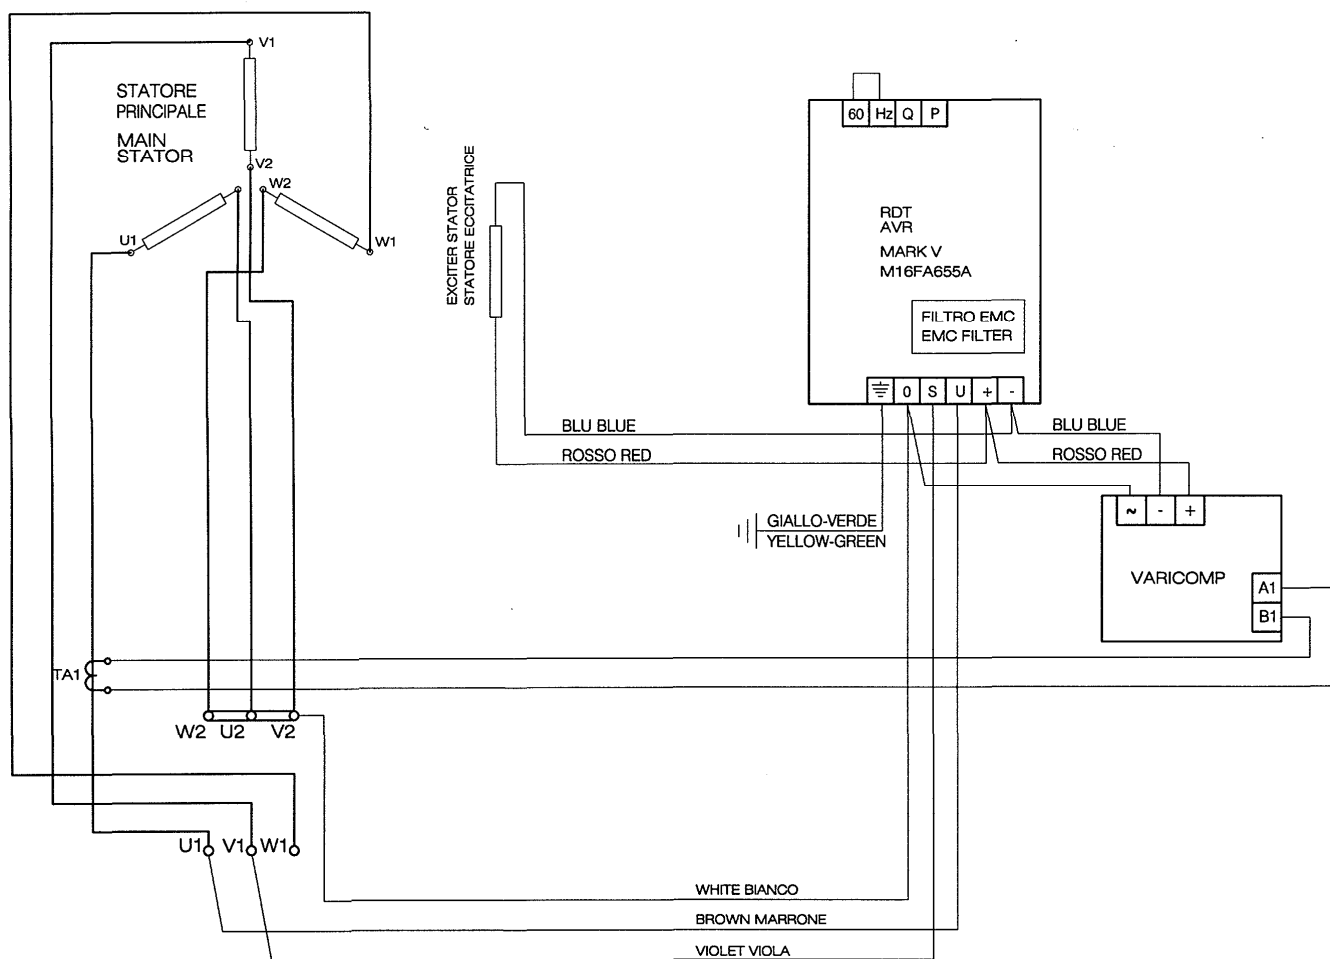 V1
STATORE
PRINCIPALE
MAIN
STATOR
V2
W2
U1
W1
EXCITER STATOR
STATORE ECCITATRICE
60 Hz Q P
RDT
AVR
MARK V
M16FA655A
FILTRO EMC
EMC FILTER
0 S U + -
BLU BLUE
BLU BLUE
ROSSO RED
ROSSO RED
~ - +
GIALLO-VERDE
YELLOW-GREEN
VARICOMP
A1
B1
TA1
W2 U2 V2
U1 V1 W1
WHITE BIANCO
BROWN MARRONE
VIOLET VIOLA